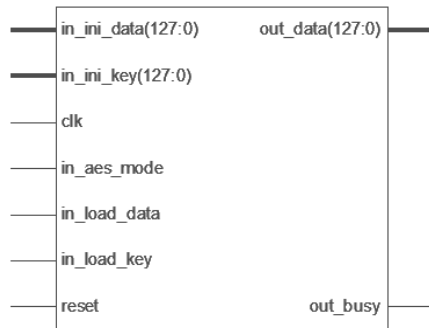 in_ini_data(127:0) out_data(127:0)
in_ini_key(127:0)
clk
in_aes_mode
in_load_data
in_load_key
reset out_busy